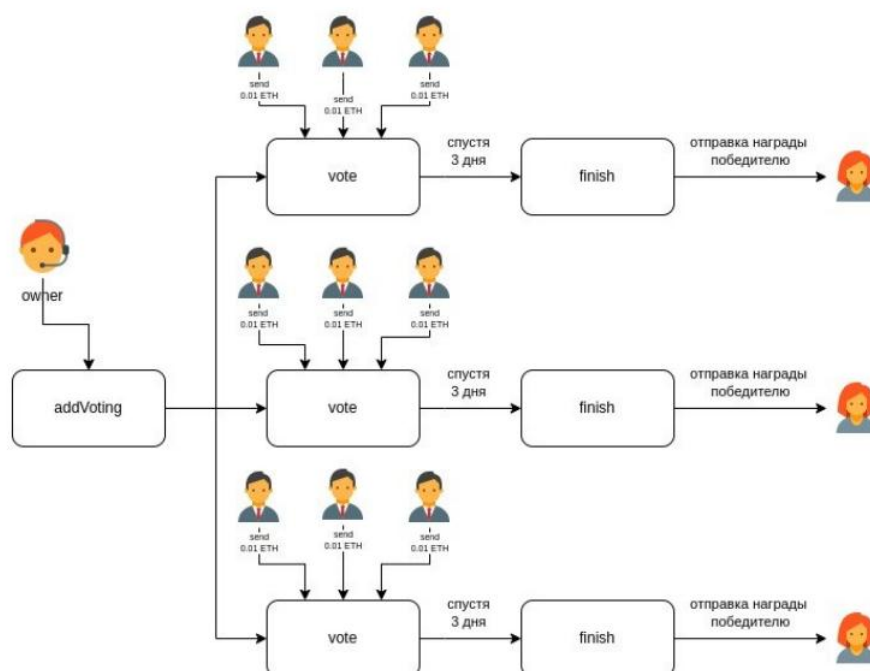 send
0.01 ETH
send
0.01 ETH
send
0.01 ETH
vote
спустя
3 дня
finish
отправка награды
победителю
owner
send
0.01 ETH
send
0.01 ETH
send
0.01 ETH
addVoting
vote
спустя
3 дня
finish
отправка награды
победителю
send
0.01 ETH
send
0.01 ETH
send
0.01 ETH
vote
спустя
3 дня
finish
отправка награды
победителю